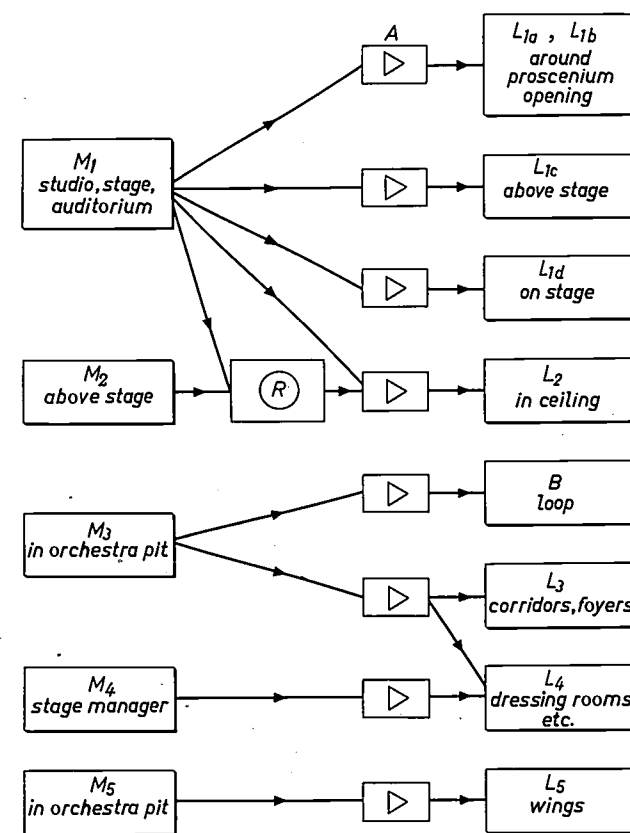 A
L1a , L1b
around
proscenium
opening
M1
studio, stage,
auditorium
L1c
above stage
L1d
on stage
M2
above stage
R
L2
in ceiling
B
loop
M3
in orchestra pit
L3
corridors, foyers
M4
stage manager
L4
dressing rooms
etc.
M5
in orchestra pit
L5
wings